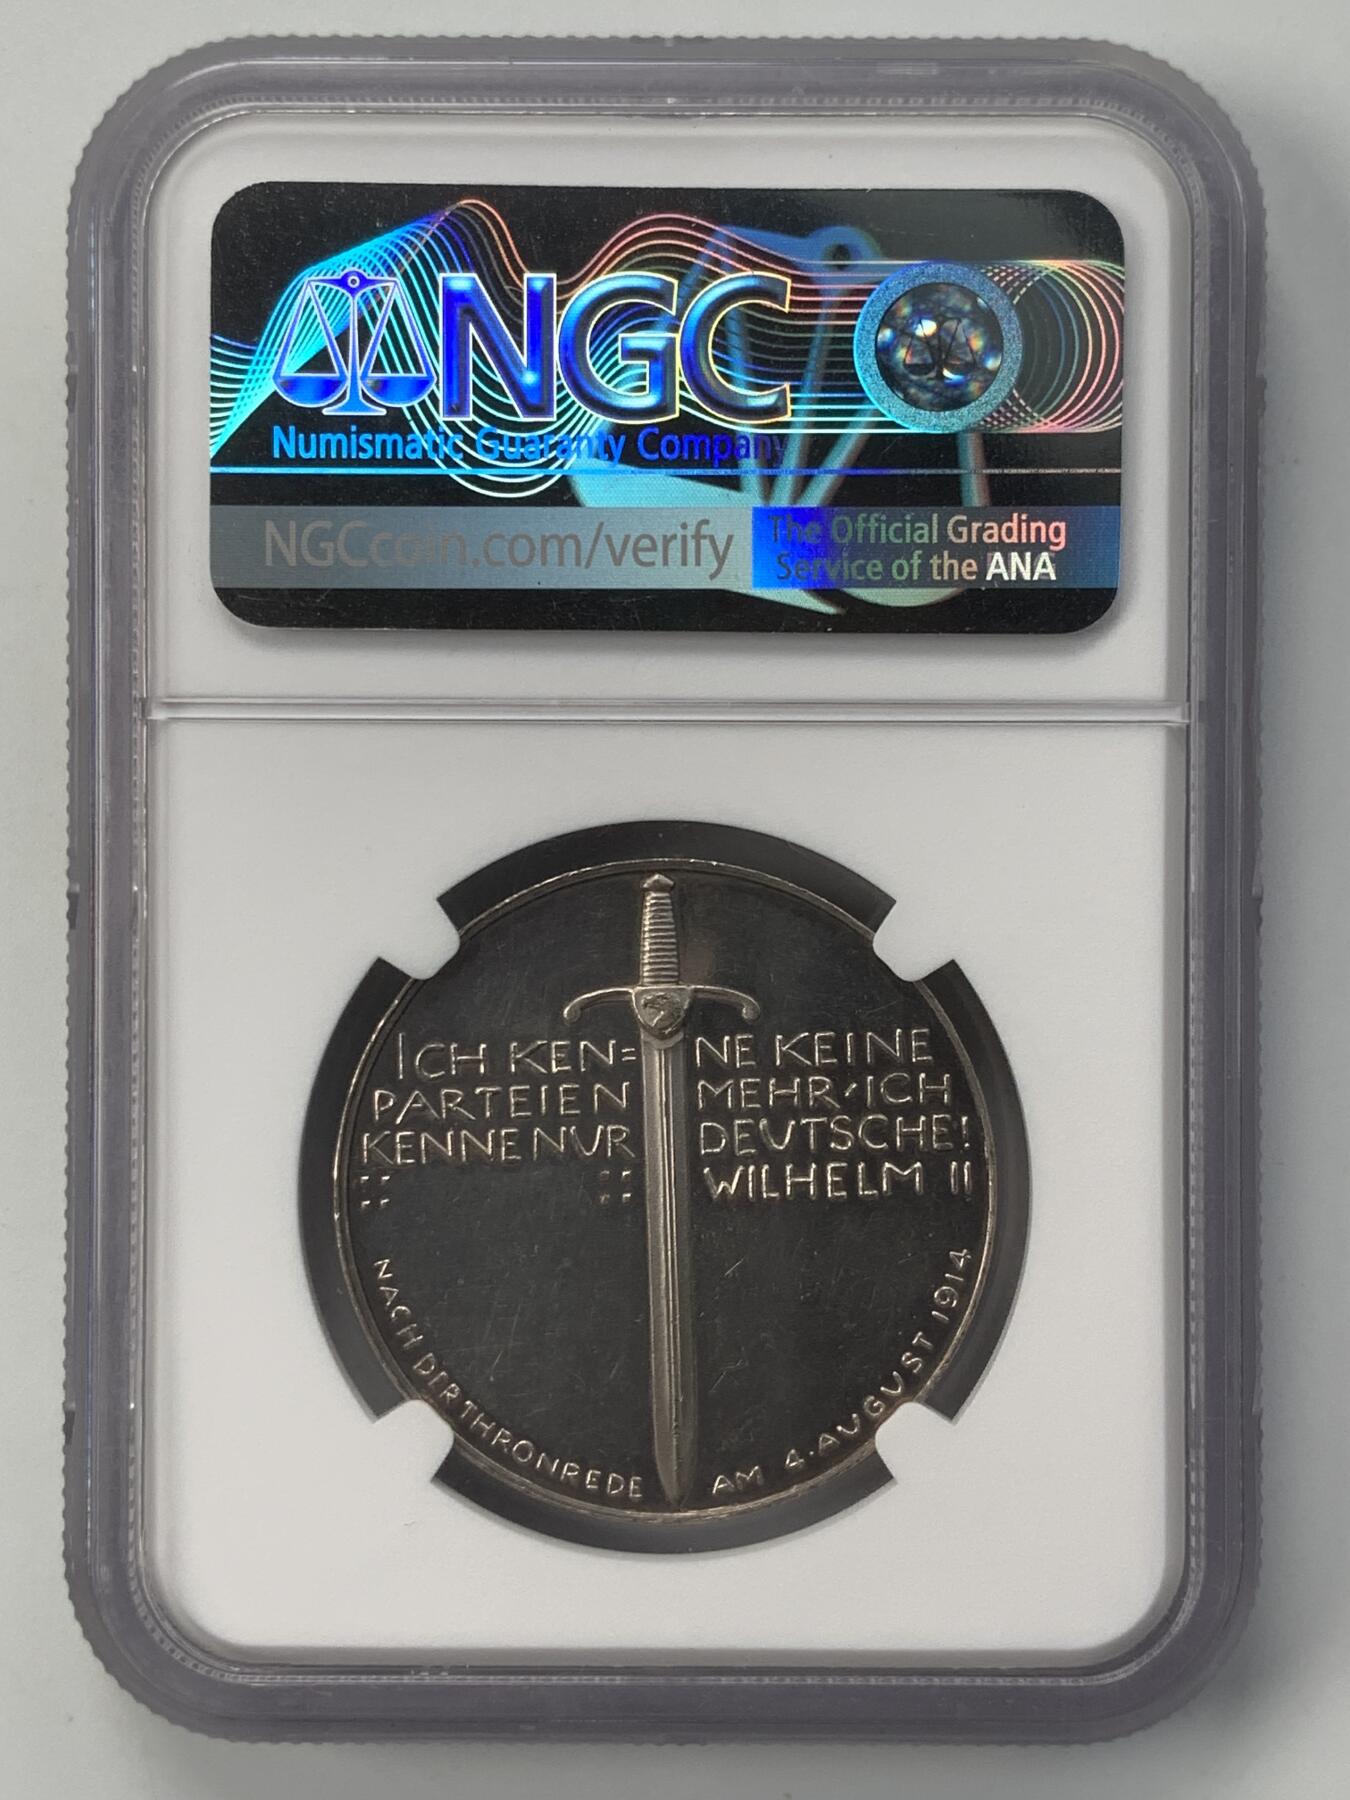 NGC
Numismatic Guaranty Company
NGCcoin.com/verify
The Official Grading
Service of the ANA
ICH KEN= NE KEINE
PARTEIEN MEHR ICH
KENNE NUR DEUTSCHE!
:: :: WILHELM II
NACH DER THRONREDE AM 4·AUGUST 1914